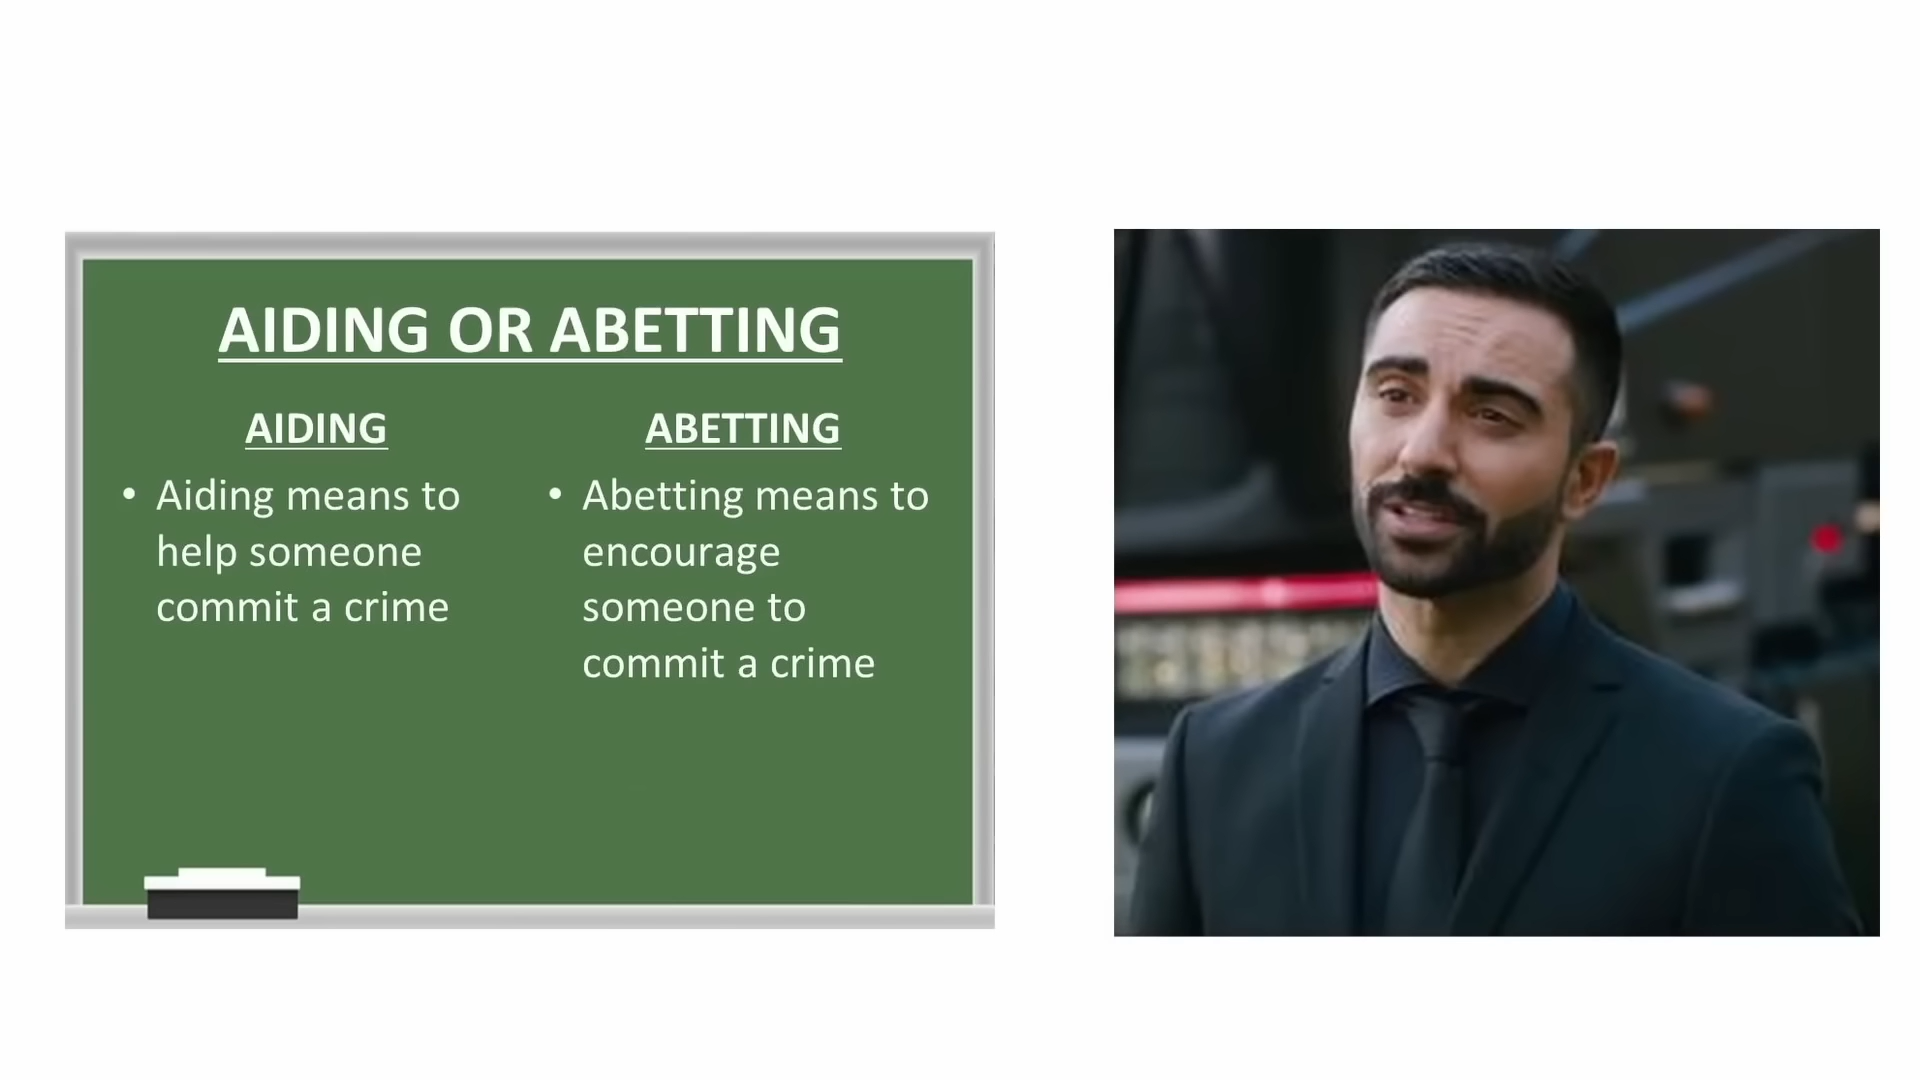 AIDING OR ABETTING
AIDING
• Aiding means to
help someone
commit a crime
ABETTING
• Abetting means to
encourage
someone to
commit a crime